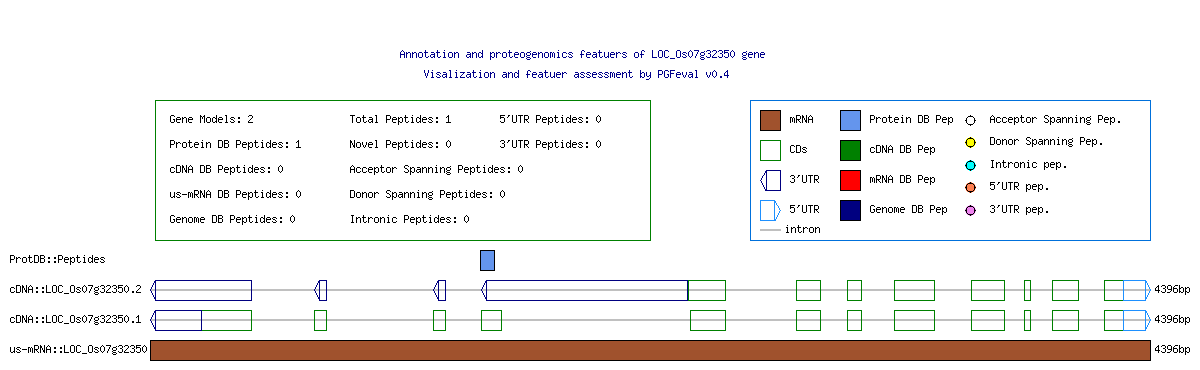 Annotation and proteogenomics featuers of LOC_Os07g32350 gene
Visalization and featuer assessment by PGFeval v0.4
Gene Models: 2 Total Peptides: 1 5'UTR Peptides: 0
Protein DB Peptides: 1 Novel Peptides: 0 3'UTR Peptides: 0
cDNA DB Peptides: 0 Acceptor Spanning Peptides: 0
us-mRNA DB Peptides: 0 Donor Spanning Peptides: 0
Genome DB Peptides: 0 Intronic Peptides: 0
mRNA Protein DB Pep Acceptor Spanning Pep.
CDs cDNA DB Pep Donor Spanning Pep.
3'UTR mRNA DB Pep Intronic pep.
5'UTR Genome DB Pep 5'UTR pep.
intron 3'UTR pep.
ProtDB::Peptides
cDNA::LOC_Os07g32350.2 4396bp
cDNA::LOC_Os07g32350.1 4396bp
us-mRNA::LOC_Os07g32350 4396bp